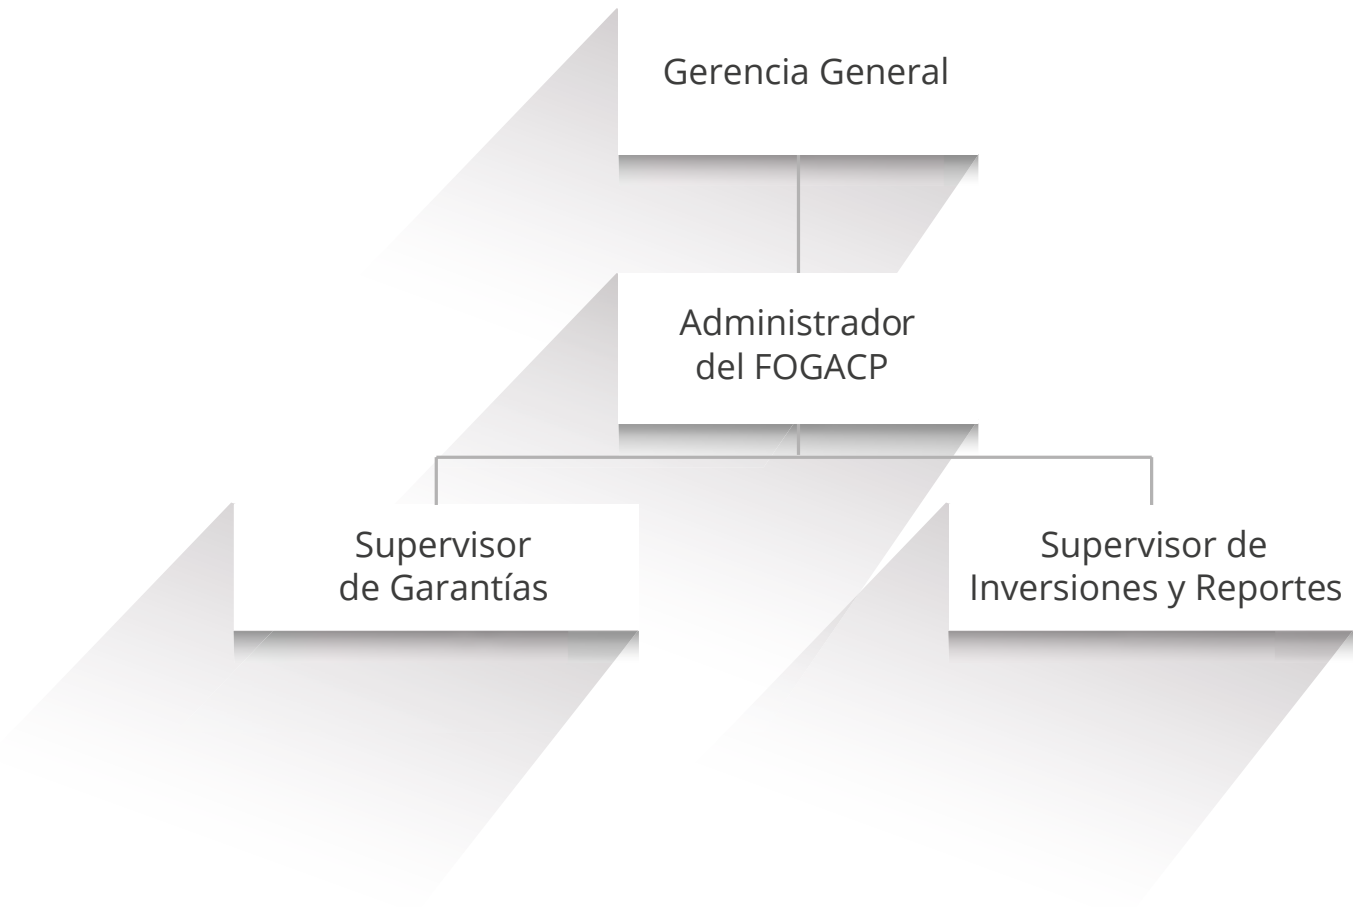 Gerencia General
Administrador
del FOGACP
Supervisor
de Garantías
Supervisor de
Inversiones y Reportes